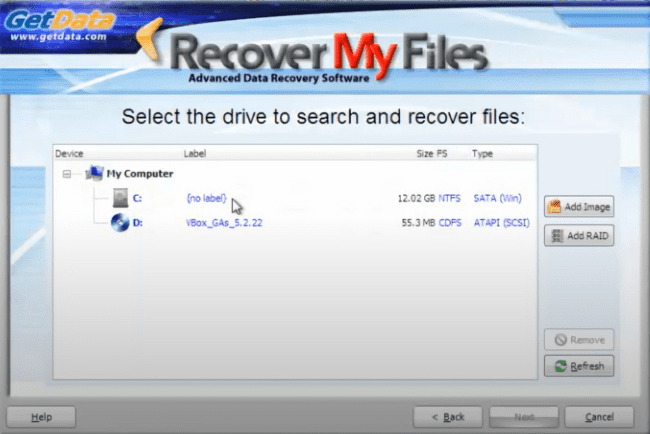 GetData
www.getdata.com
Recover My Files
Advanced Data Recovery Software
Select the drive to search and recover files:
Device Label Size FS Type
My Computer
C: {no label} 12.02 GB NTFS SATA (Win)
D: VBox_GAs_5.2.22 55.3 MB CDFS ATAPI (SCSI)
Add Image
Add RAID
Remove
Refresh
Help < Back Next Cancel